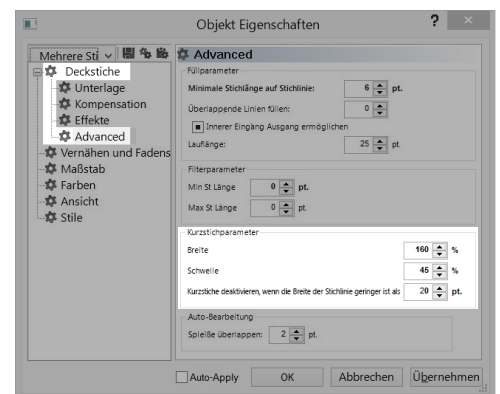 Objekt Eigenschaften
?
Mehrere Sti
Deckstiche
Unterlage
Kompensation
Effekte
Advanced
Vernähen und Fadens
Maßstab
Farben
Ansicht
Stile
Advanced
Füllparameter
Minimale Stichlänge auf Stichlinie: 6 pt.
Überlappende Linien füllen: 0
Innerer Eingang Ausgang ermöglichen
Lauflänge: 25 pt.
Filterparameter
Min St Länge 0 pt.
Max St Länge 0 pt.
Kurzstichparameter
Breite 160 %
Schwelle 45 %
Kurzstiche deaktivieren, wenn die Breite der Stichlinie geringer ist als 20 pt.
Auto-Bearbeitung
Spleiße überlappen: 2 pt.
Auto-Apply OK Abbrechen Übernehmen